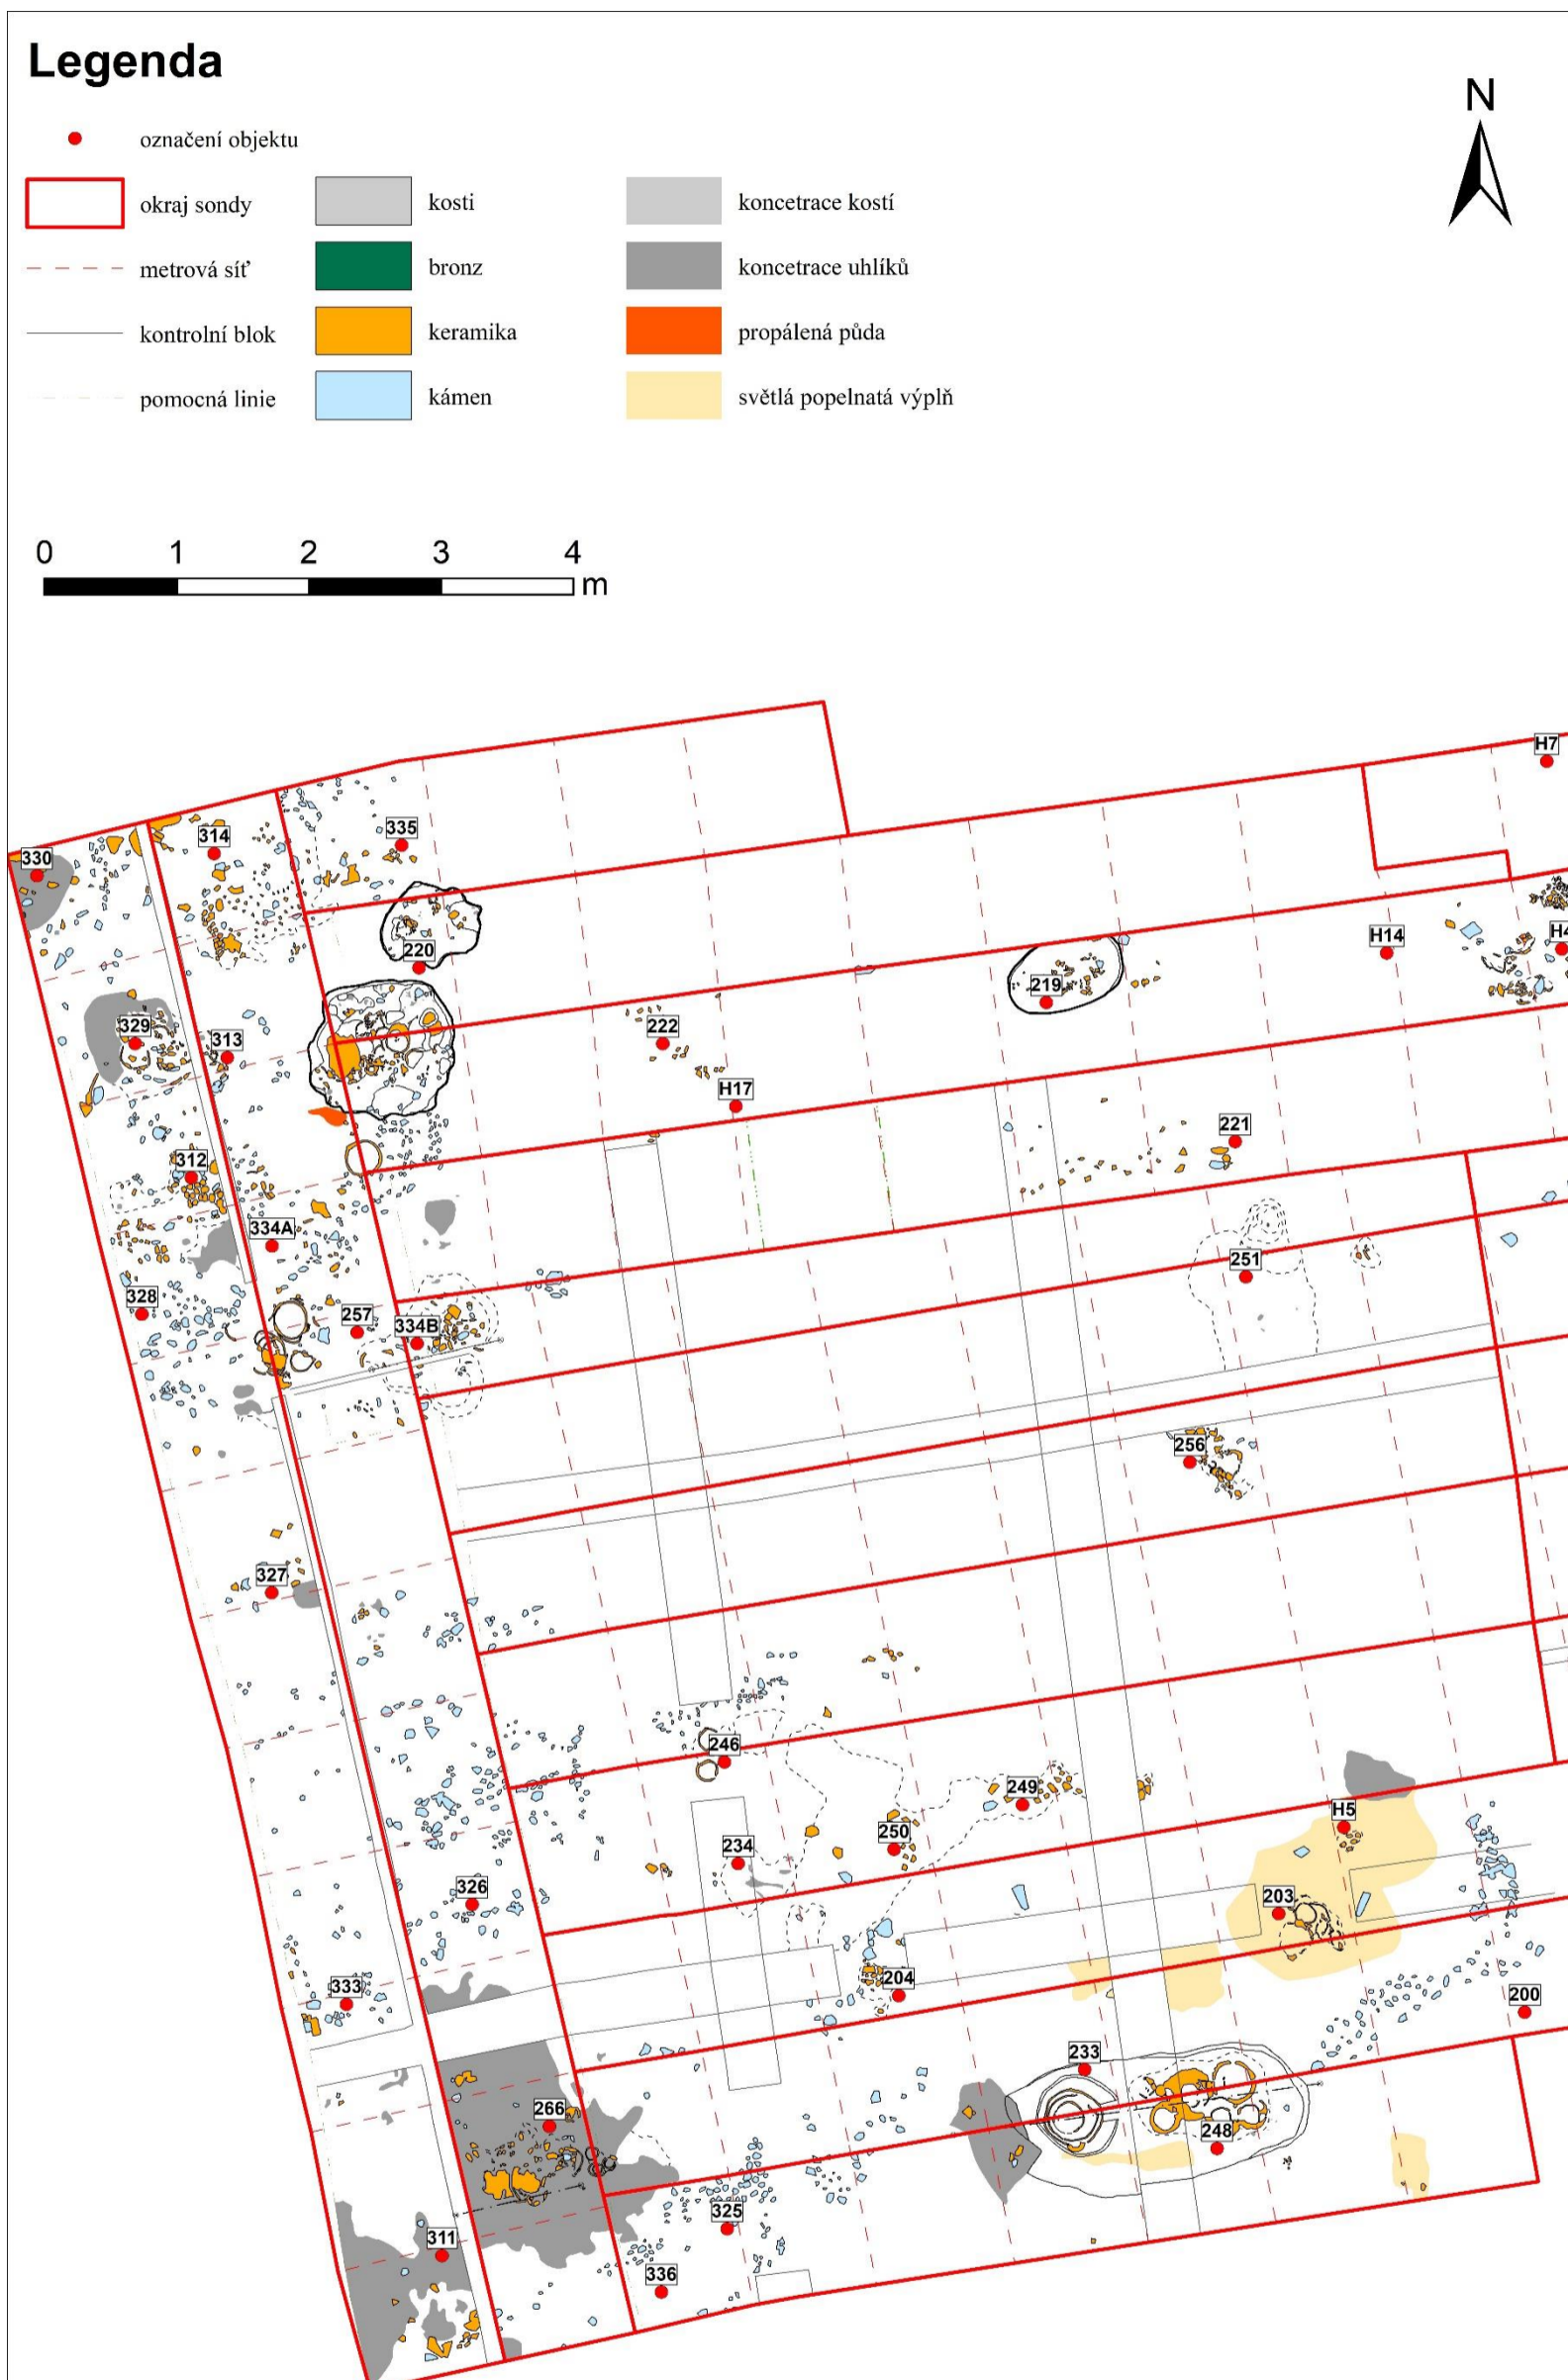 Legenda
N
označení objektu
okraj sondy
kosti
koncetrace kostí
metrová síť
bronz
koncetrace uhlíků
kontrolní blok
keramika
propálená půda
pomocná linie
kámen
světlá popelnatá výplň
0 1 2 3 4
m
H7
335
314
330
H4
H14
220
219
222
329
313
H17
221
312
334A
251
328
257
334B
256
327
246
249
H5
250
234
326
203
204
333
200
233
266
248
325
311
336